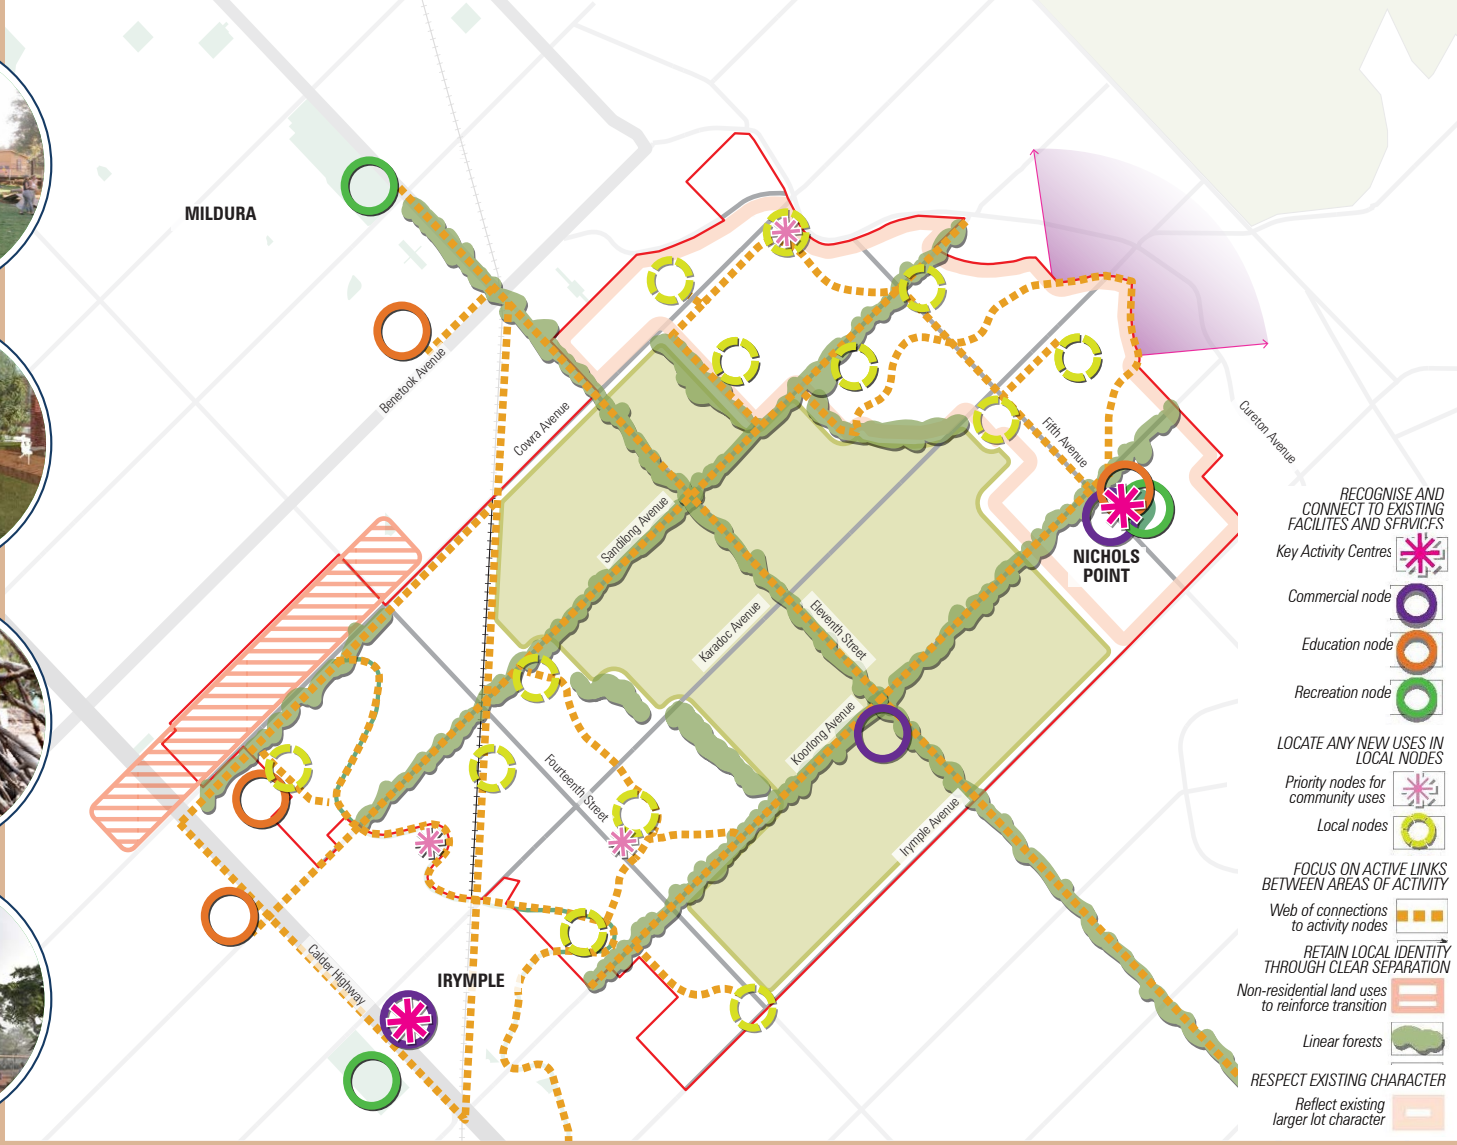 MILDURA
Benetook Avenue
Cowra Avenue
Sandilong Avenue
Karadoc Avenue
Eleventh Street
Koorlong Avenue
Fourteenth Street
Irymple Avenue
Fifth Avenue
Cureton Avenue
NICHOLS
POINT
Calder Highway
IRYMPLE
RECOGNISE AND
CONNECT TO EXISTING
FACILITES AND SERVICES
Key Activity Centres
Commercial node
Education node
Recreation node
LOCATE ANY NEW USES IN
LOCAL NODES
Priority nodes for
community uses
Local nodes
FOCUS ON ACTIVE LINKS
BETWEEN AREAS OF ACTIVITY
Web of connections
to activity nodes
RETAIN LOCAL IDENTITY
THROUGH CLEAR SEPARATION
Non-residential land uses
to reinforce transition
Linear forests
RESPECT EXISTING CHARACTER
Reflect existing
larger lot character